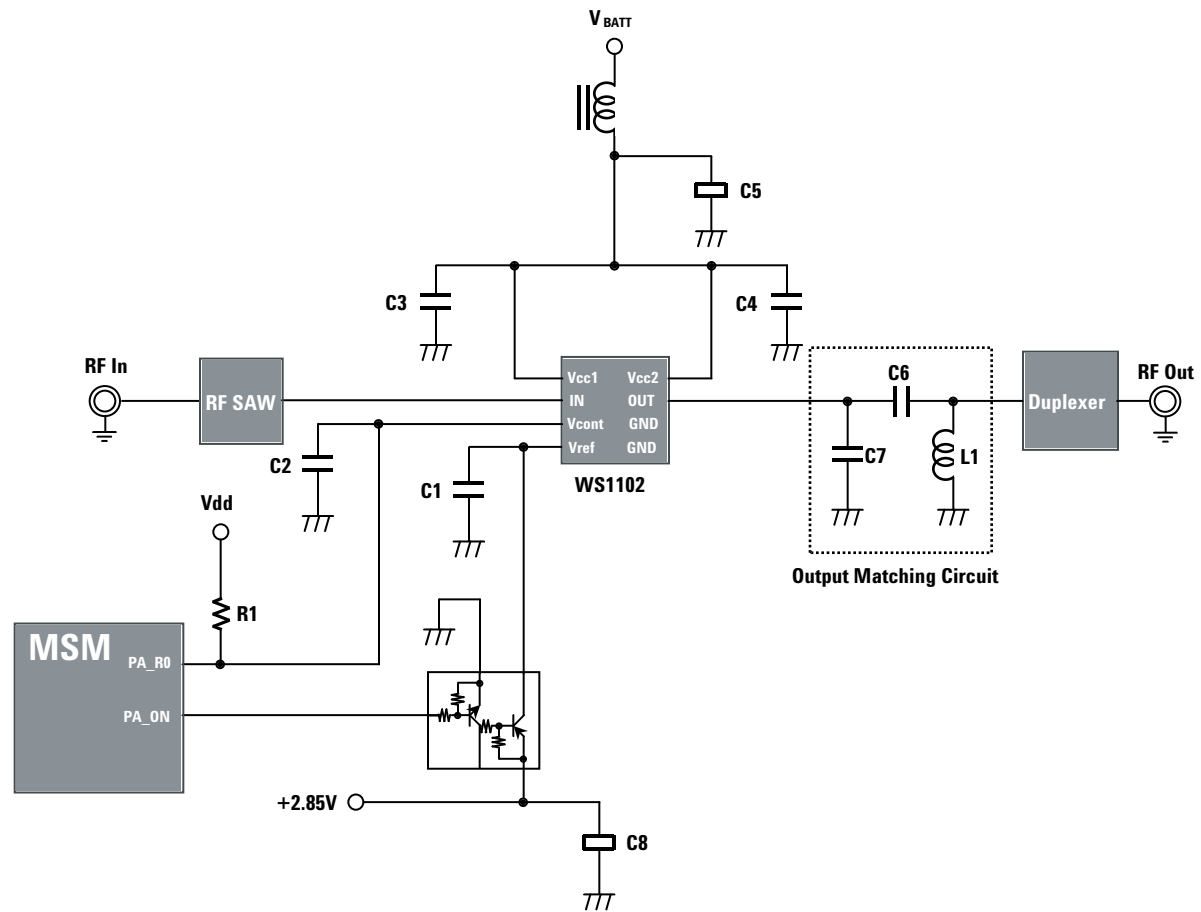 V BATT
C5
C3
C4
RF In
RF SAW
Vcc1 Vcc2
IN OUT
Vcont GND
Vref GND
WS1102
C2
C1
C6
C7
L1
Output Matching Circuit
Duplexer
RF Out
Vdd
R1
MSM
PA_R0
PA_ON
+2.85V
C8